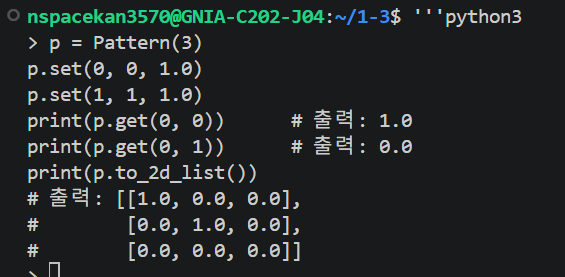 nspacekan3570@GNIA-C202-J04:~/1-3$ '''python3
> p = Pattern(3)
p.set(0, 0, 1.0)
p.set(1, 1, 1.0)
print(p.get(0, 0))      # 출력: 1.0
print(p.get(0, 1))      # 출력: 0.0
print(p.to_2d_list())
# 출력: [[1.0, 0.0, 0.0],
#        [0.0, 1.0, 0.0],
#        [0.0, 0.0, 0.0]]
>